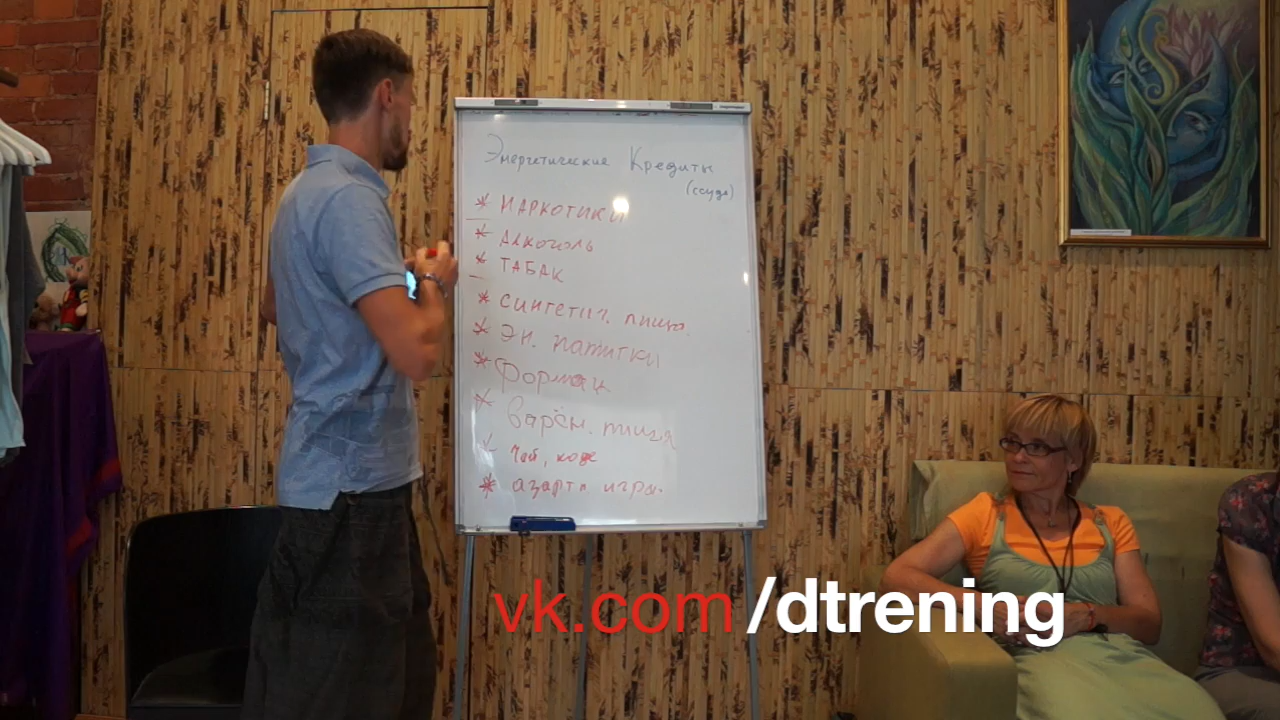 Энергетические Кредиты
(ссуда)
* НАРКОТИКИ
* Алкоголь
* ТАБАК
* синтетич. пища.
* Эн. напитки
*
* варён. пища
чай, кофе
* азартн игры.
vk.com/dtrening